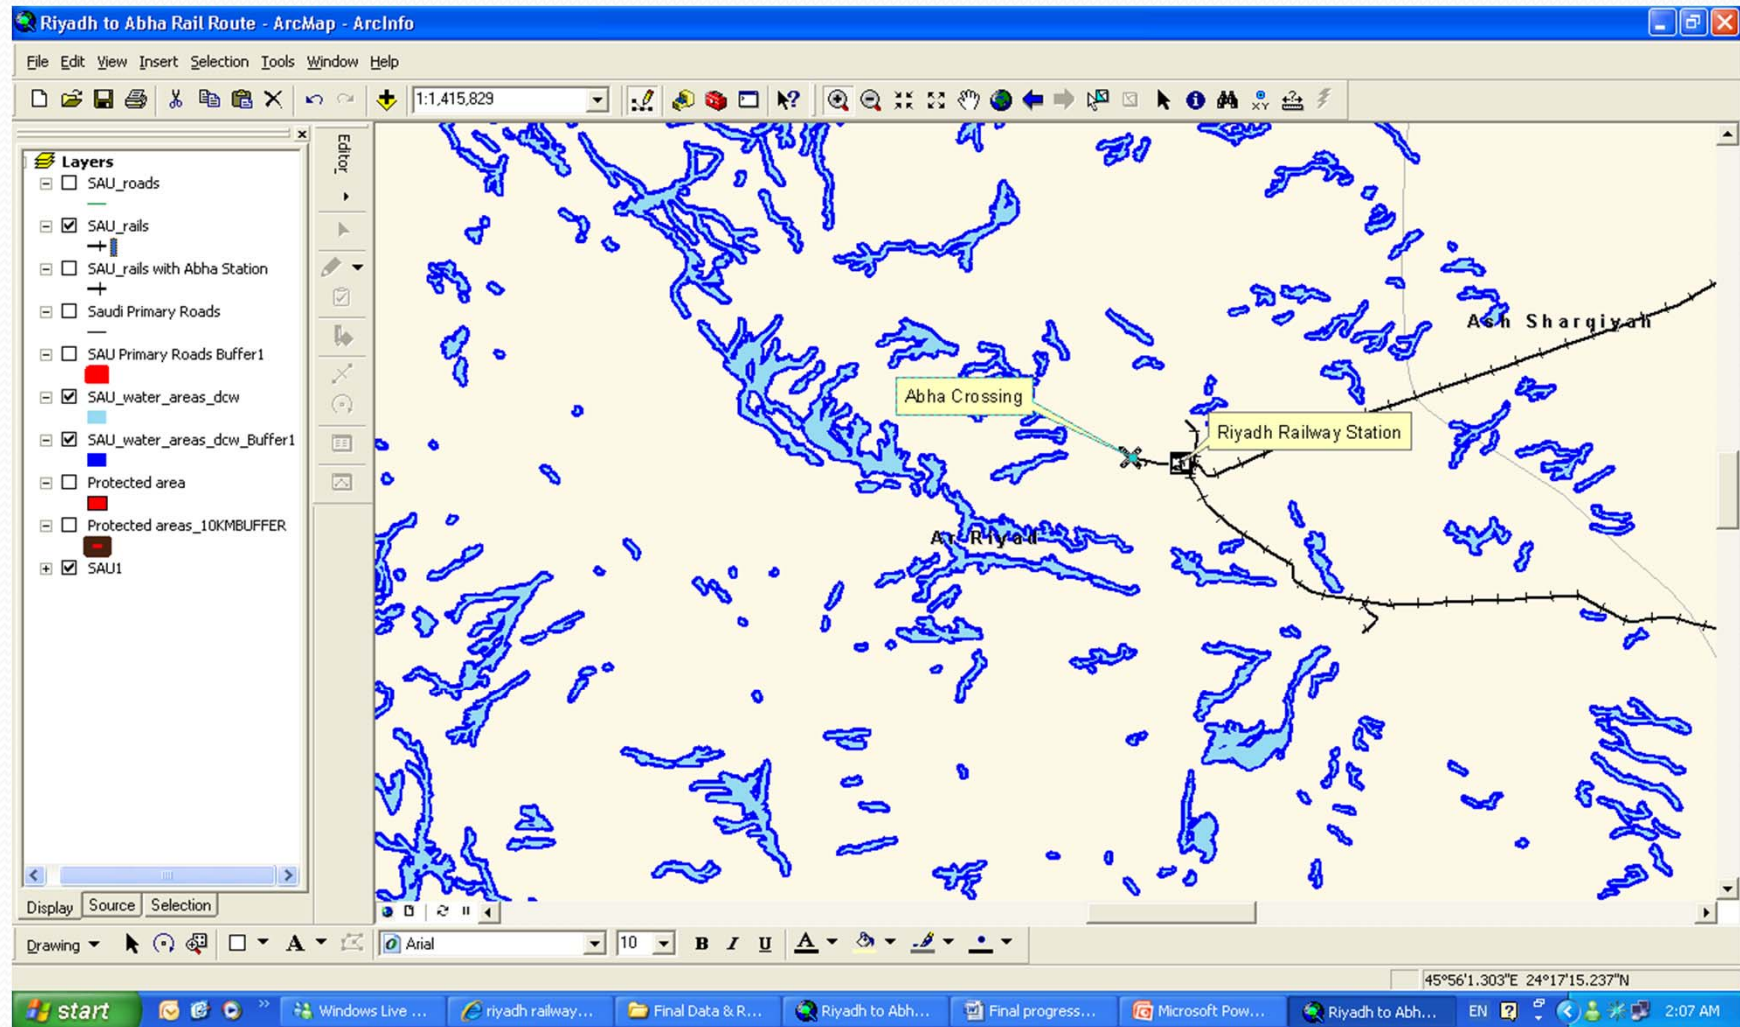 Riyadh to Abha Rail Route - ArcMap - ArcInfo
File Edit View Insert Selection Tools Window Help
1:1,415,829
Layers
SAU_roads
SAU_rails
SAU_rails with Abha Station
Saudi Primary Roads
SAU Primary Roads Buffer1
SAU_water_areas_dcw
SAU_water_areas_dcw_Buffer1
Protected area
Protected areas_10KMBUFFER
SAU1
Editor
Ash Sharqiyah
Abha Crossing
Riyadh Railway Station
Ar Riyad
Display Source Selection
Drawing A Arial 10 B I U A
45°56'1.303"E 24°17'15.237"N
start Windows Live ... riyadh railway... Final Data & R... Riyadh to Abh... Final progress... Microsoft Pow... Riyadh to Abh... EN 2:07 AM